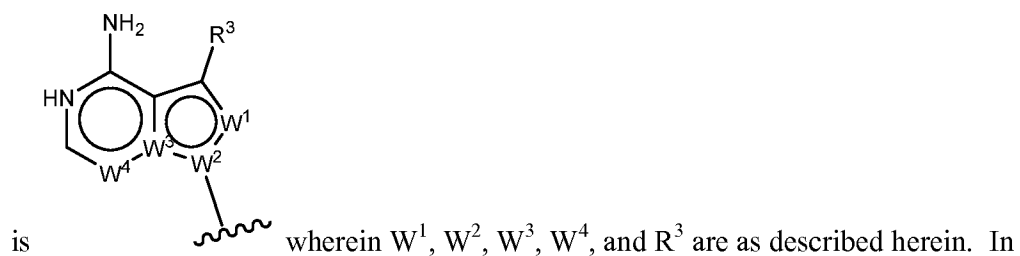 NH₂
R³
HN
W¹
W³
W²
W⁴
is wherein W¹, W², W³, W⁴, and R³ are as described herein. In